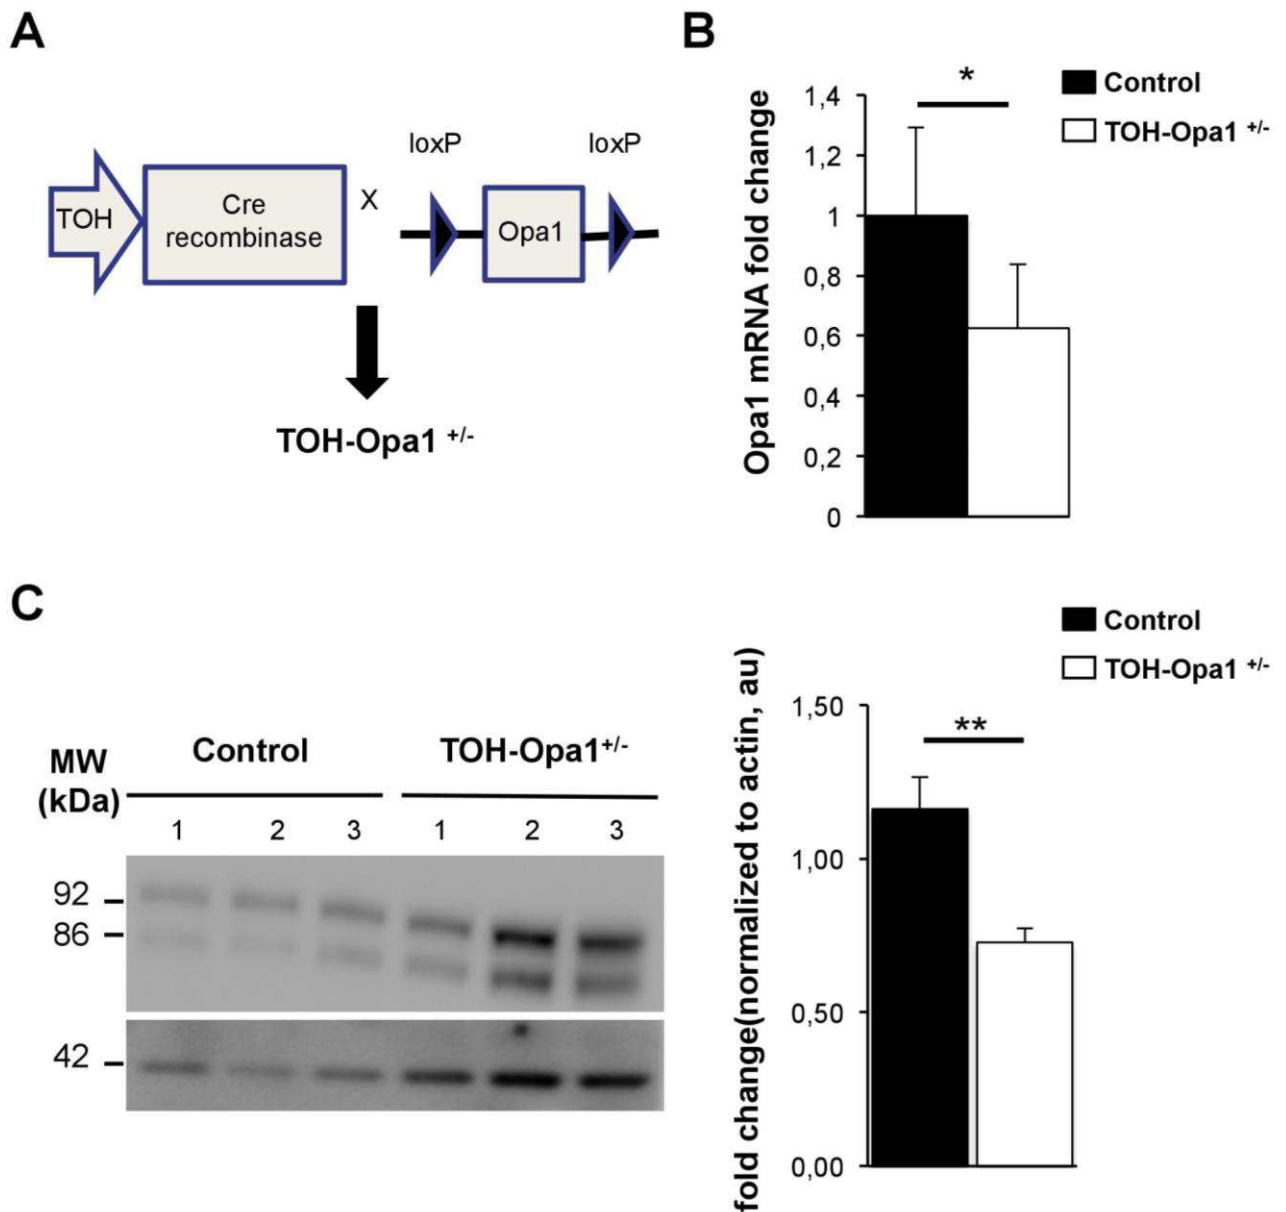 A
TOH
Cre
recombinase
X
loxP
loxP
Opa1
TOH-Opa1 +/-
B
Opa1 mRNA fold change
1,4
1,2
1
0,8
0,6
0,4
0,2
0
*
Control
TOH-Opa1 +/-
C
MW
(kDa)
Control
TOH-Opa1+/-
1 2 3 1 2 3
92
86
42
fold change(normalized to actin, au)
1,50
1,00
0,50
0,00
**
Control
TOH-Opa1 +/-